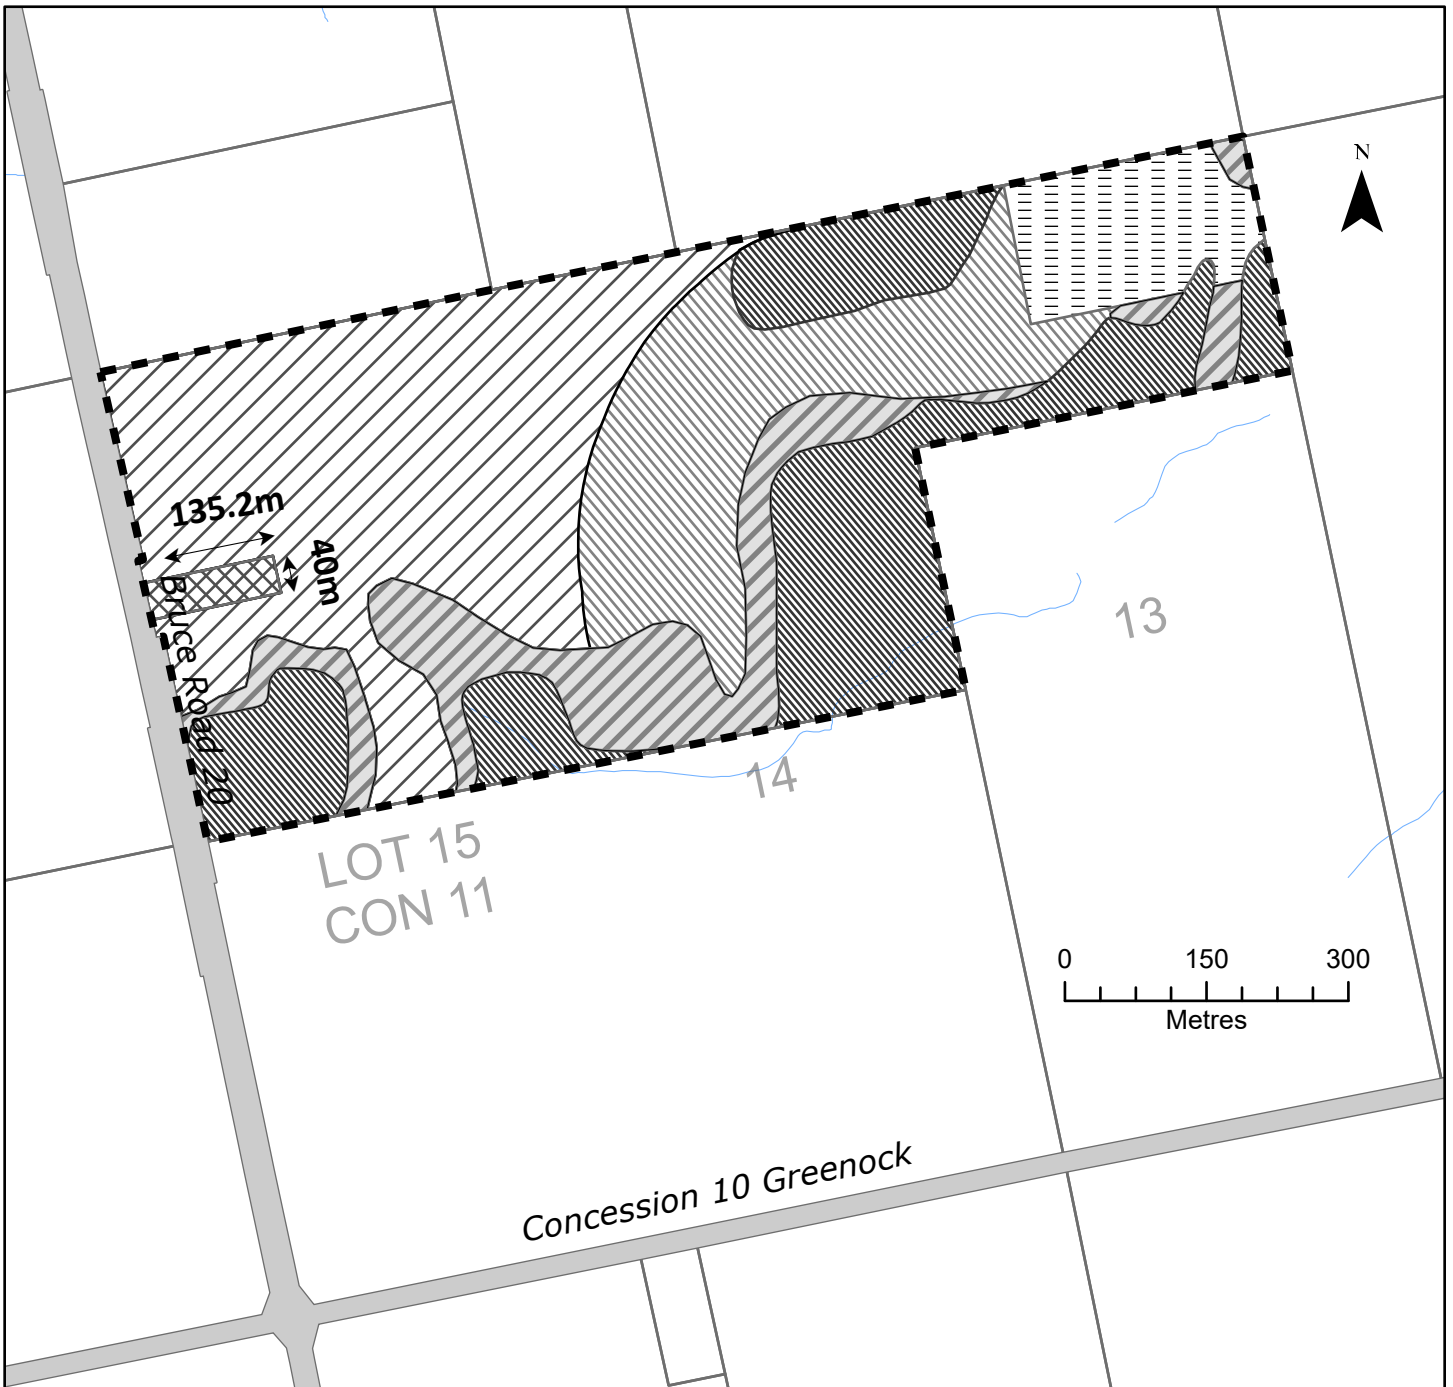 N
135.2m
40m
Bruce Road 20
13
14
LOT 15
CON 11
0 150 300
Metres
Concession 10 Greenock